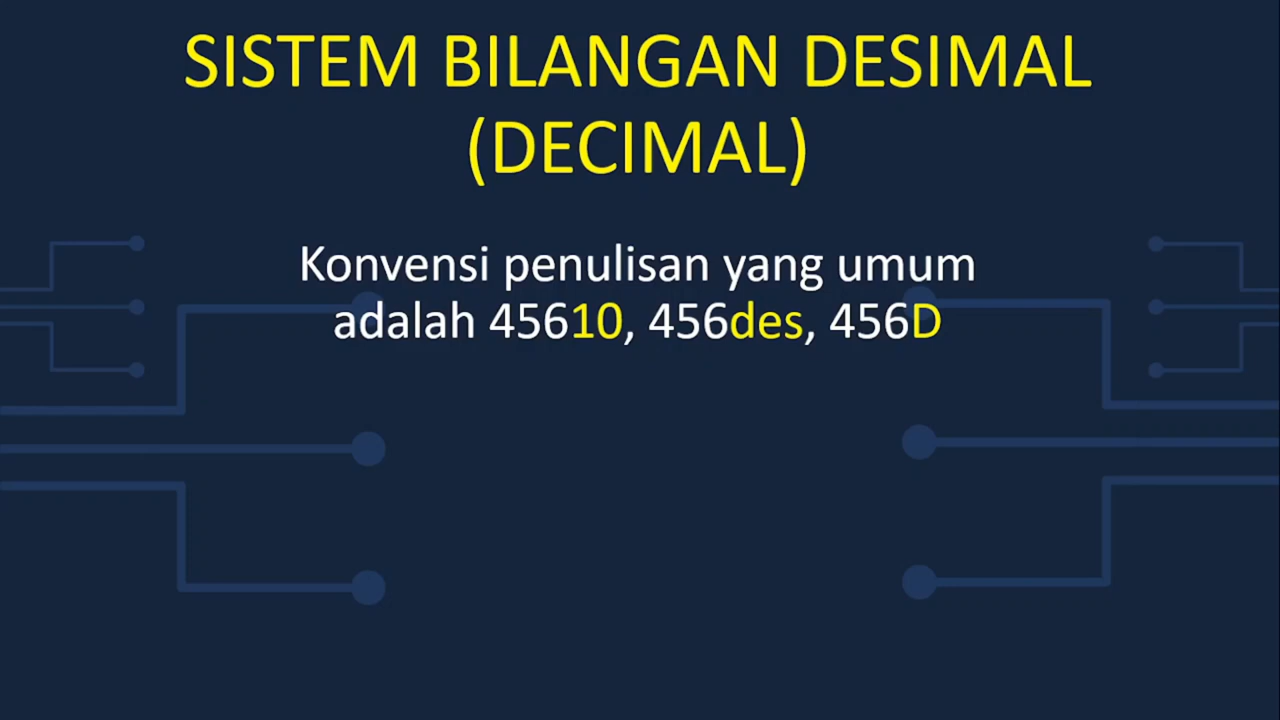 SISTEM BILANGAN DESIMAL
(DECIMAL)
Konvensi penulisan yang umum
adalah 45610, 456des, 456D